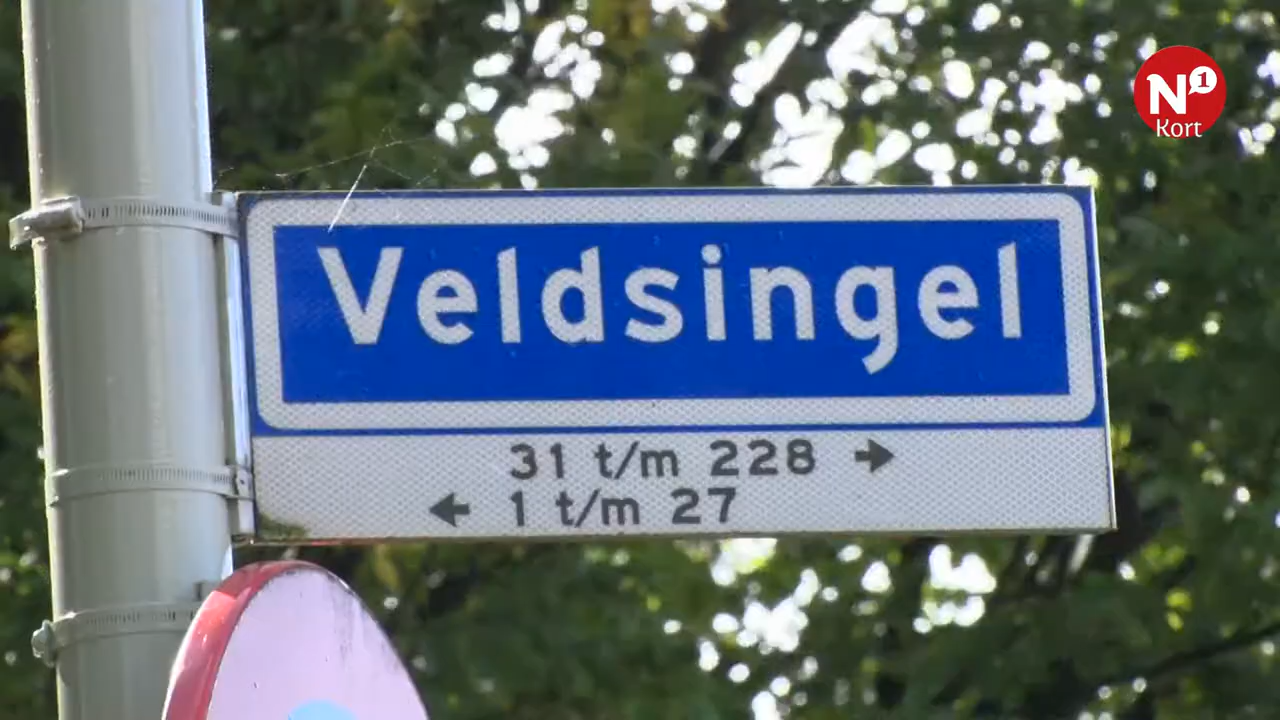 N1
Kort
Veldsingel
31 t/m 228 →
← 1 t/m 27